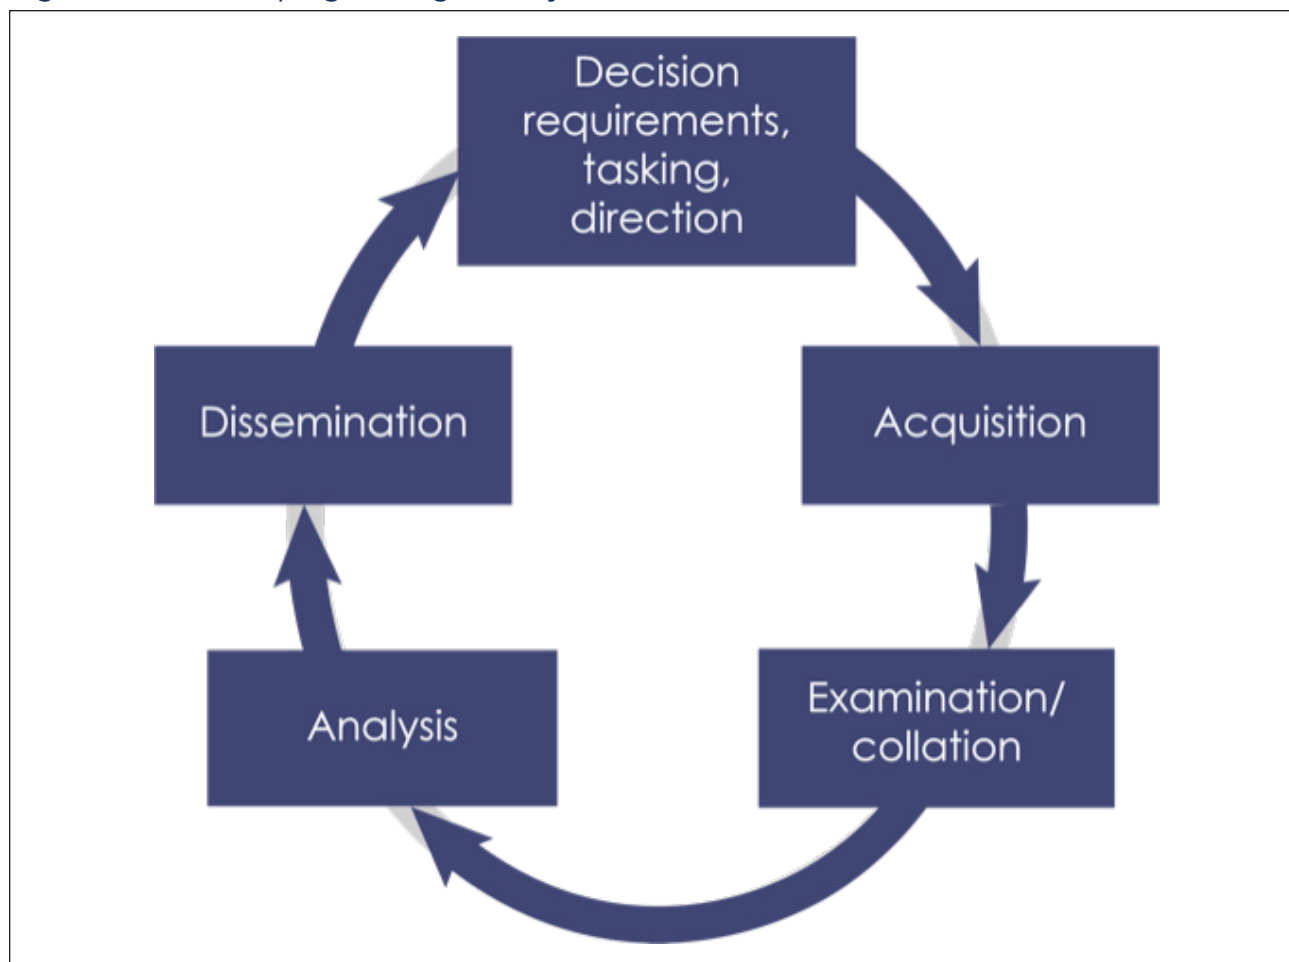 Decision
requirements,
tasking,
direction
Acquisition
Examination/
collation
Analysis
Dissemination